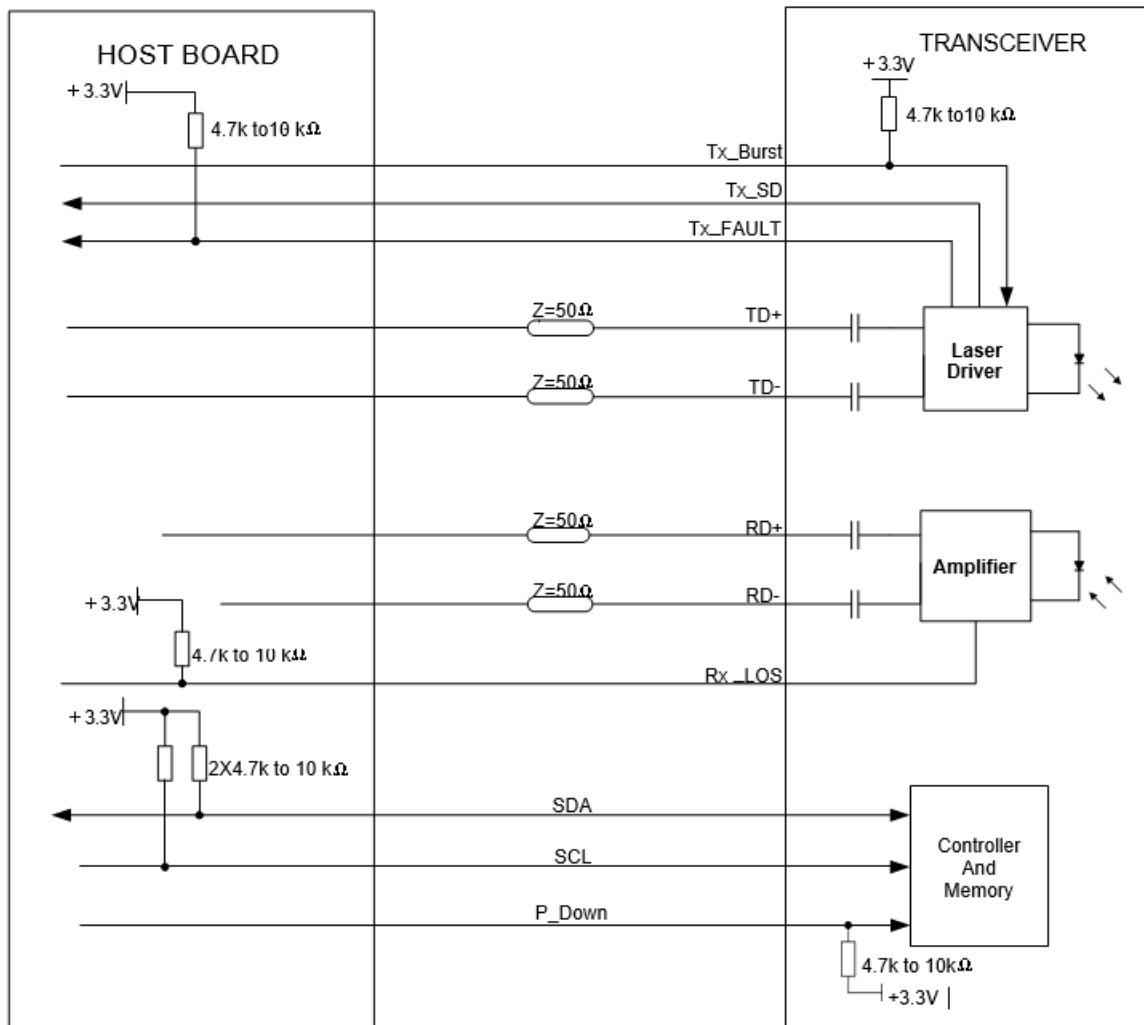 HOST BOARD
TRANSCEIVER
+3.3V
4.7k to10 kΩ
+3.3V
4.7k to10 kΩ
Tx_Burst
Tx_SD
Tx_FAULT
Z=50Ω
TD+
Laser
Driver
Z=50Ω
TD-
Z=50Ω
RD+
Amplifier
Z=50Ω
RD-
+3.3V
4.7k to 10 kΩ
Rx _LOS
+3.3V
2X4.7k to 10 kΩ
SDA
SCL
Controller
And
Memory
P_Down
4.7k to 10kΩ
+3.3V